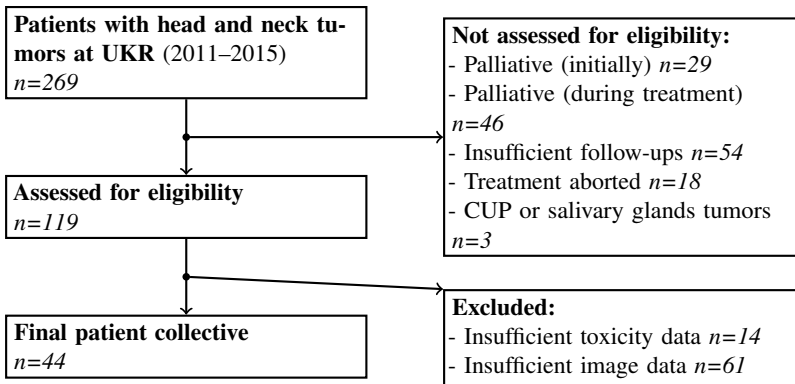 Patients with head and neck tu-
mors at UKR (2011–2015)
n=269
Not assessed for eligibility:
- Palliative (initially) n=29
- Palliative (during treatment)
n=46
- Insufficient follow-ups n=54
- Treatment aborted n=18
- CUP or salivary glands tumors
n=3
Assessed for eligibility
n=119
Excluded:
- Insufficient toxicity data n=14
- Insufficient image data n=61
Final patient collective
n=44